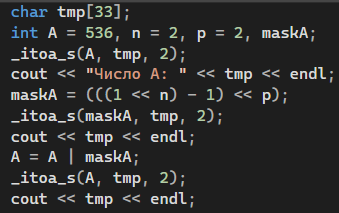 char tmp[33];
int A = 536, n = 2, p = 2, maskA;
_itoa_s(A, tmp, 2);
cout << "Число A: " << tmp << endl;
maskA = (((1 << n) - 1) << p);
_itoa_s(maskA, tmp, 2);
cout << tmp << endl;
A = A | maskA;
_itoa_s(A, tmp, 2);
cout << tmp << endl;